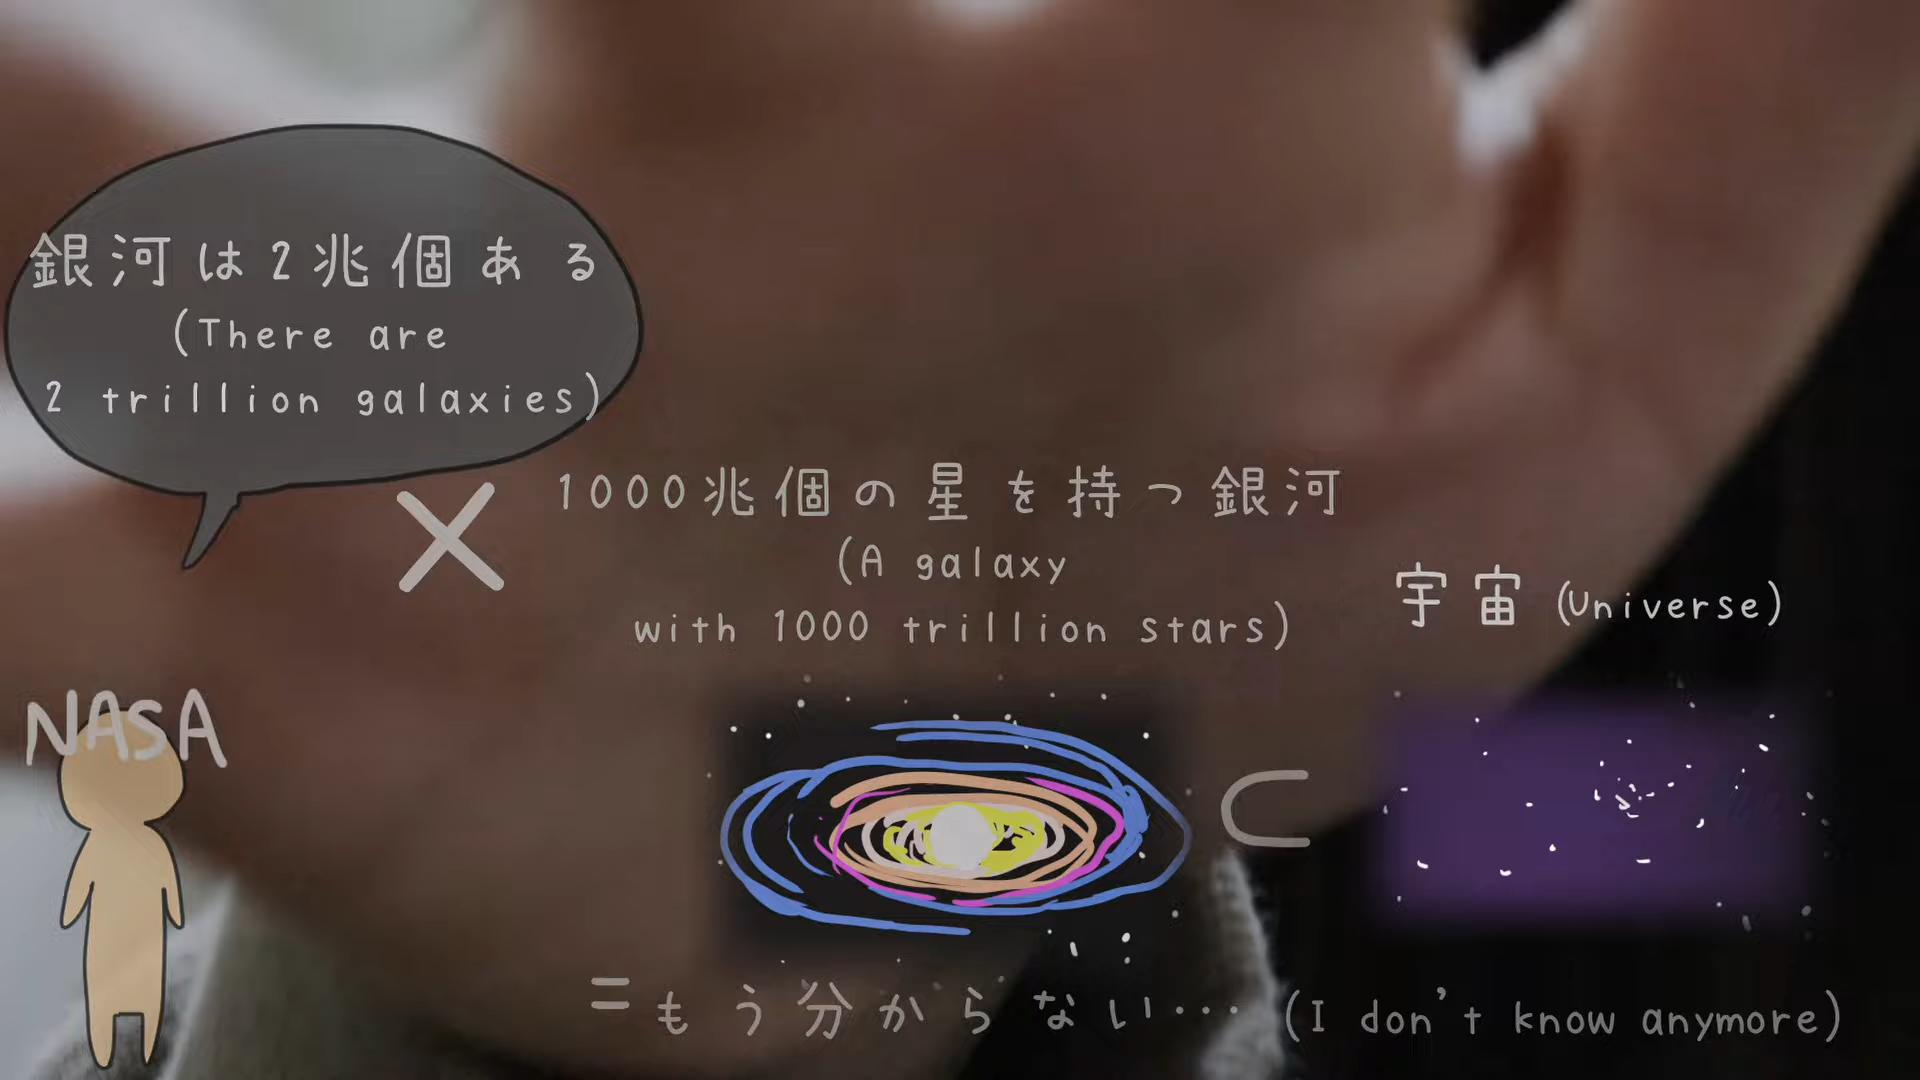 銀河は2兆個ある
(There are
2 trillion galaxies)
×
1000兆個の星を持つ銀河
(A galaxy
with 1000 trillion stars)
宇宙 (Universe)
NASA
⊂
=もう分からない… (I don't know anymore)